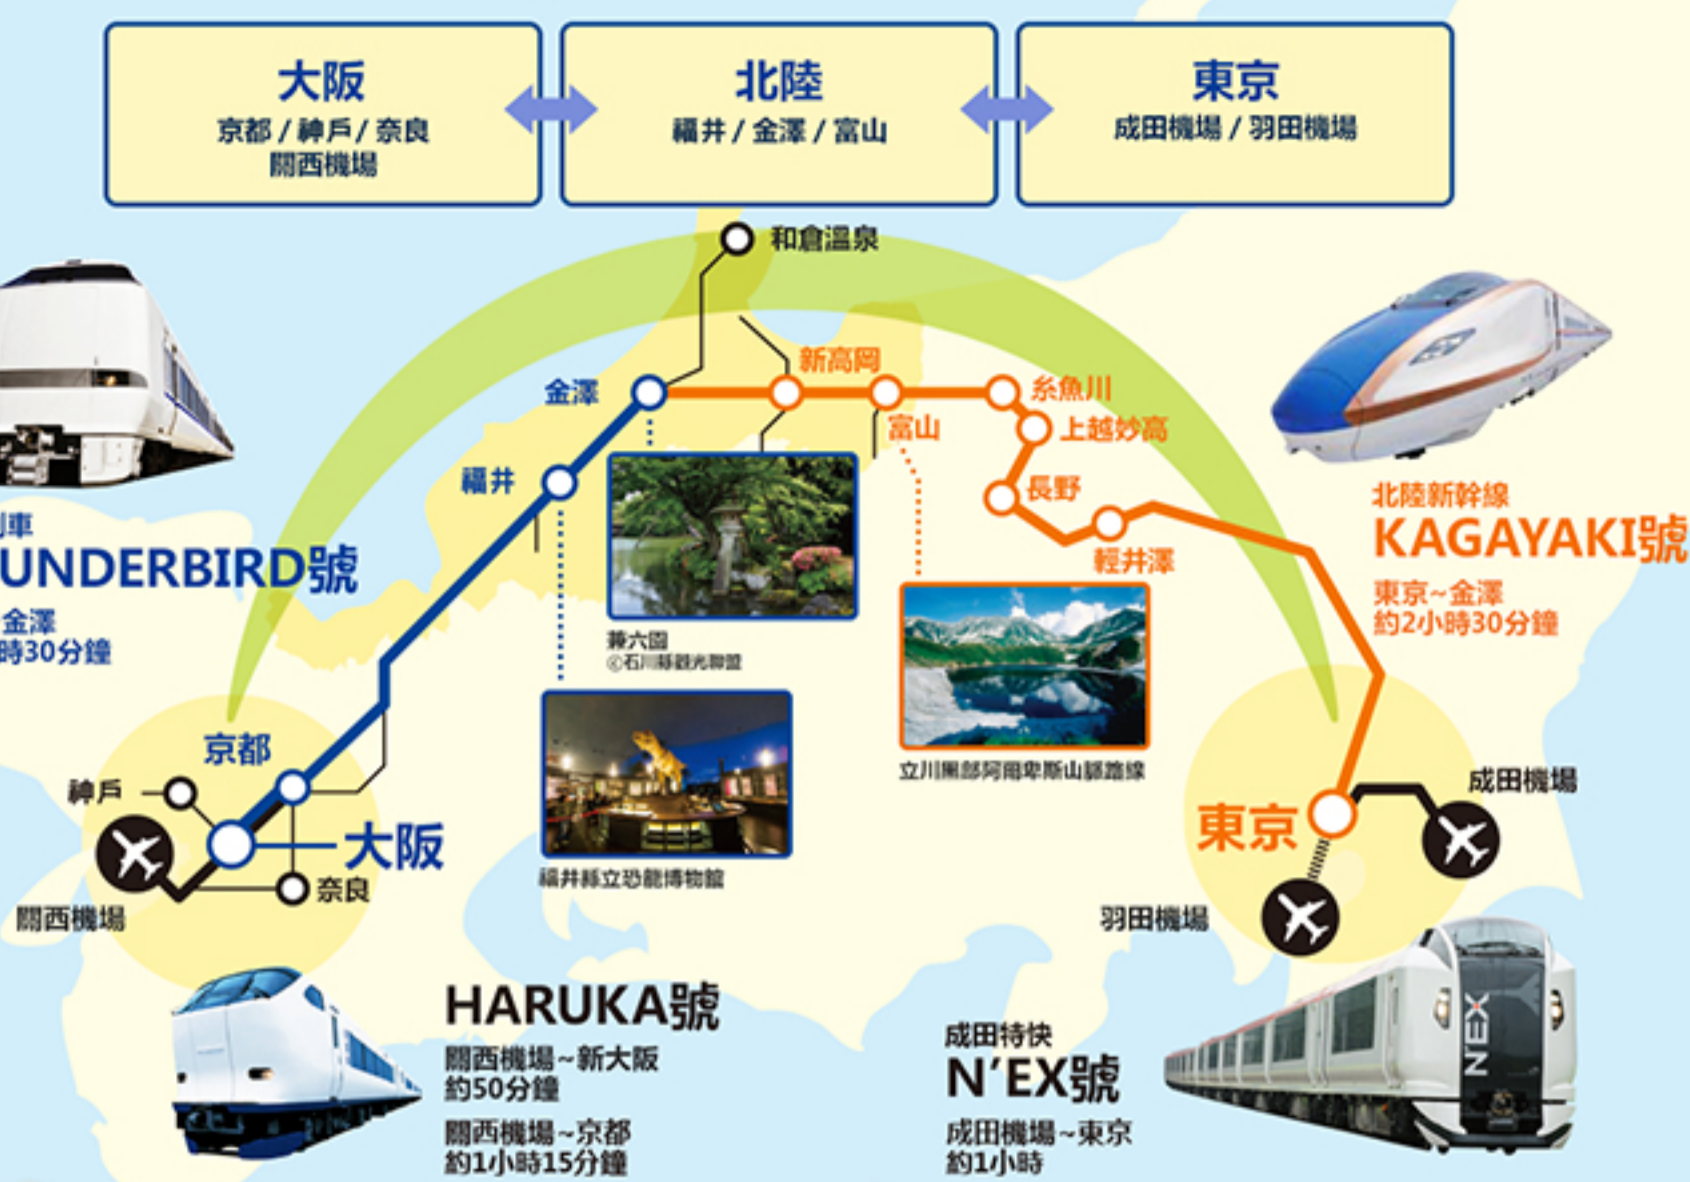 大阪
京都 / 神戶 / 奈良
關西機場
北陸
福井 / 金澤 / 富山
東京
成田機場 / 羽田機場
和倉溫泉
新高岡
金澤
糸魚川
富山
上越妙高
福井
長野
輕井澤
北陸新幹線
KAGAYAKI號
東京~金澤
約2小時30分鐘
車
UNDERBIRD號
金澤
時30分鐘
兼六園
©石川縣觀光聯盟
立川黑部阿爾卑斯山脈路線
福井縣立恐龍博物館
京都
神戶
大阪
奈良
關西機場
東京
成田機場
羽田機場
HARUKA號
關西機場~新大阪
約50分鐘
關西機場~京都
約1小時15分鐘
成田特快
N'EX號
成田機場~東京
約1小時
NEX